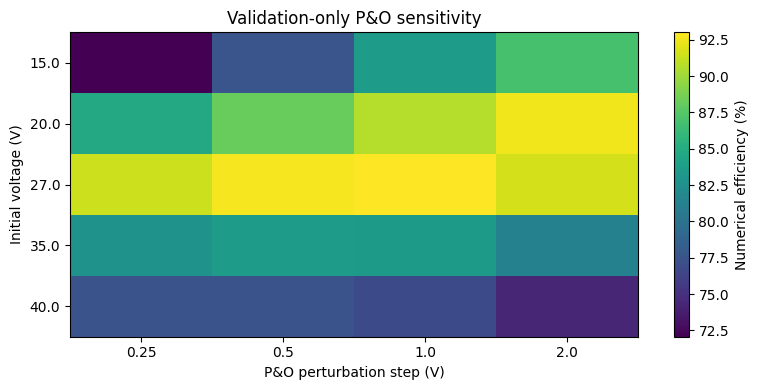 Validation-only P&O sensitivity
Initial voltage (V)
15.0
20.0
27.0
35.0
40.0
0.25 0.5 1.0 2.0
P&O perturbation step (V)
92.5
90.0
87.5
85.0
82.5
80.0
77.5
75.0
72.5
Numerical efficiency (%)